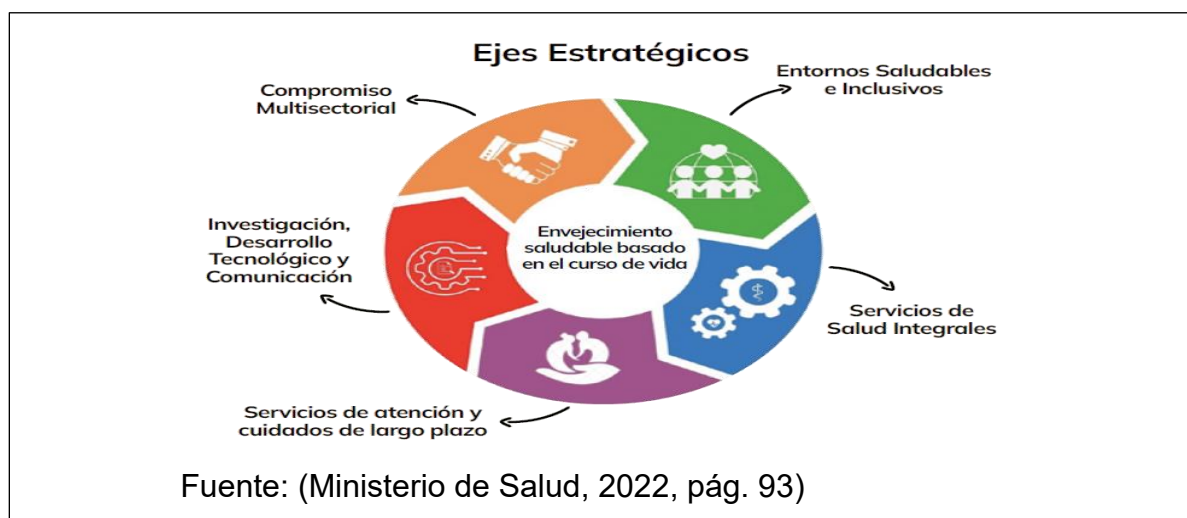 Ejes Estratégicos
Compromiso
Multisectorial
Entornos Saludables
e Inclusivos
Investigación,
Desarrollo
Tecnológico y
Comunicación
Envejecimiento
saludable basado
en el curso de vida
Servicios de
Salud Integrales
Servicios de atención y
cuidados de largo plazo
Fuente: (Ministerio de Salud, 2022, pág. 93)